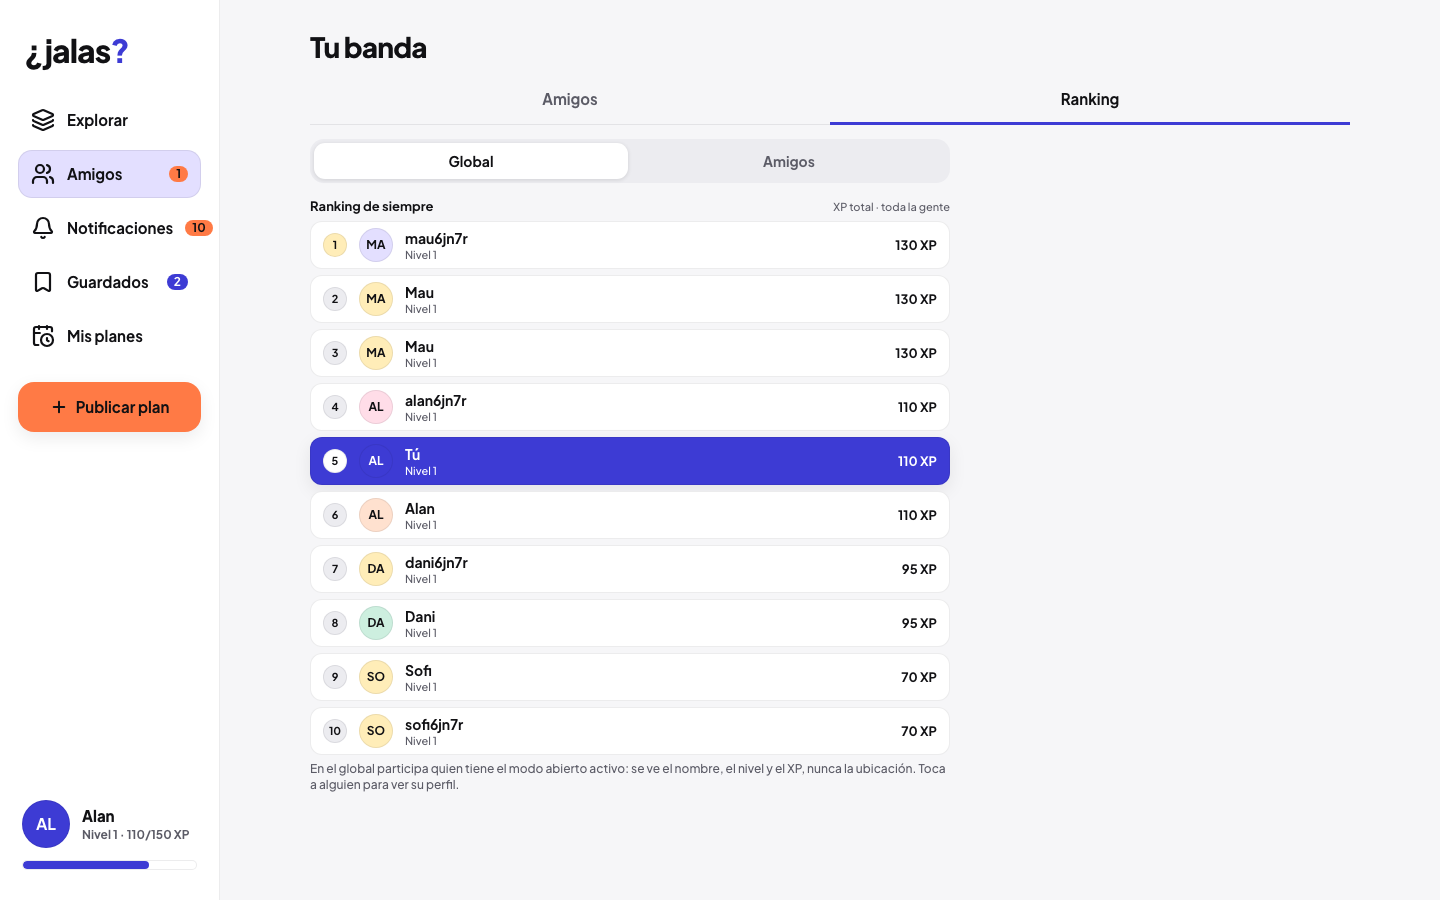 ¿jalas?
Explorar
Amigos 1
Notificaciones 10
Guardados 2
Mis planes
+ Publicar plan
AL
Alan
Nivel 1 · 110/150 XP
Tu banda
Amigos
Ranking
Global
Amigos
Ranking de siempre
XP total · toda la gente
1 MA mau6jn7r 130 XP
Nivel 1
2 MA Mau 130 XP
Nivel 1
3 MA Mau 130 XP
Nivel 1
4 AL alan6jn7r 110 XP
Nivel 1
5 AL Tú 110 XP
Nivel 1
6 AL Alan 110 XP
Nivel 1
7 DA dani6jn7r 95 XP
Nivel 1
8 DA Dani 95 XP
Nivel 1
9 SO Sofi 70 XP
Nivel 1
10 SO sofi6jn7r 70 XP
Nivel 1
En el global participa quien tiene el modo abierto activo: se ve el nombre, el nivel y el XP, nunca la ubicación. Toca
a alguien para ver su perfil.